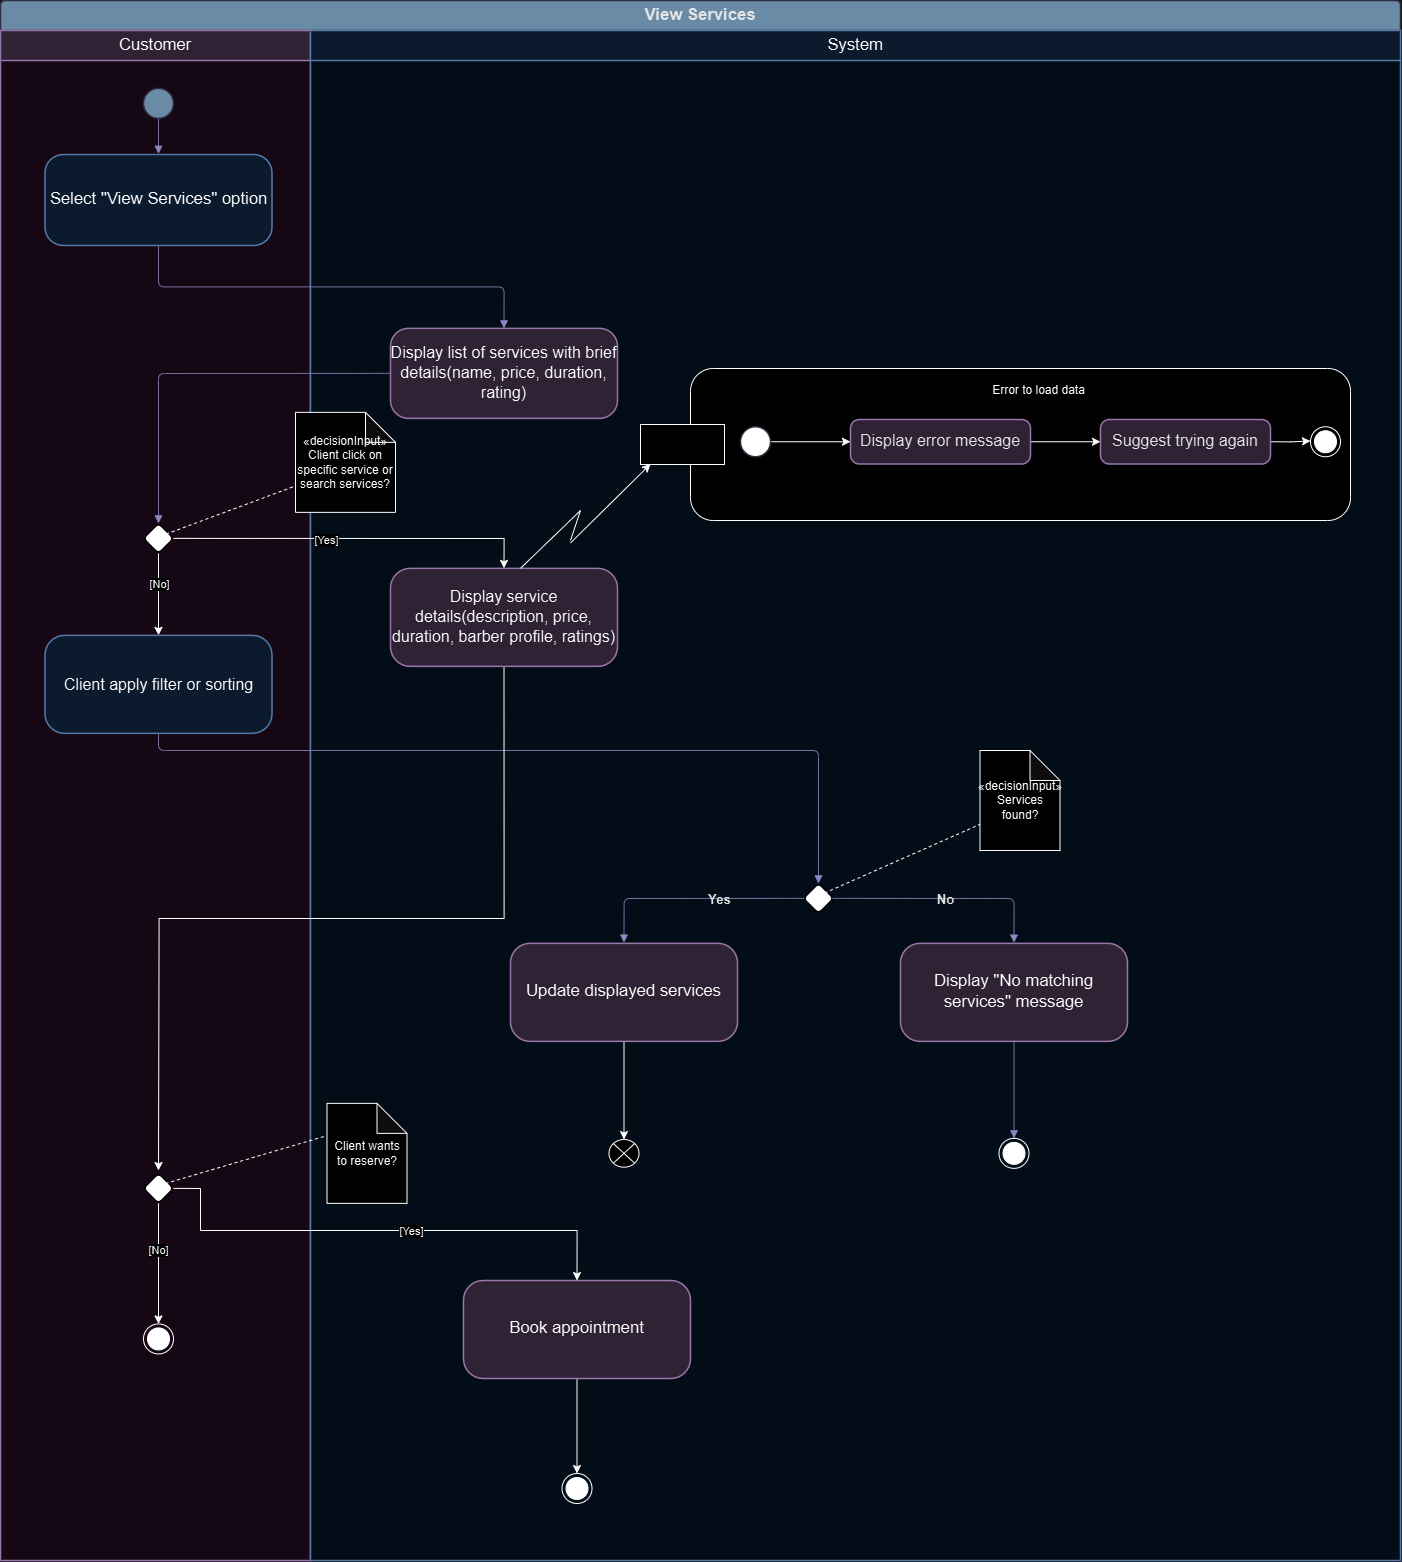 View Services
Customer
System
Select "View Services" option
Display list of services with brief
details(name, price, duration,
rating)
Error to load data
Display error message
Suggest trying again
«decisionInput»
Client click on
specific service or
search services?
[Yes]
[No]
Display service
details(description, price,
duration, barber profile, ratings)
Client apply filter or sorting
«decisionInput»
Services
found?
Yes
No
Update displayed services
Display "No matching
services" message
Client wants
to reserve?
[Yes]
[No]
Book appointment